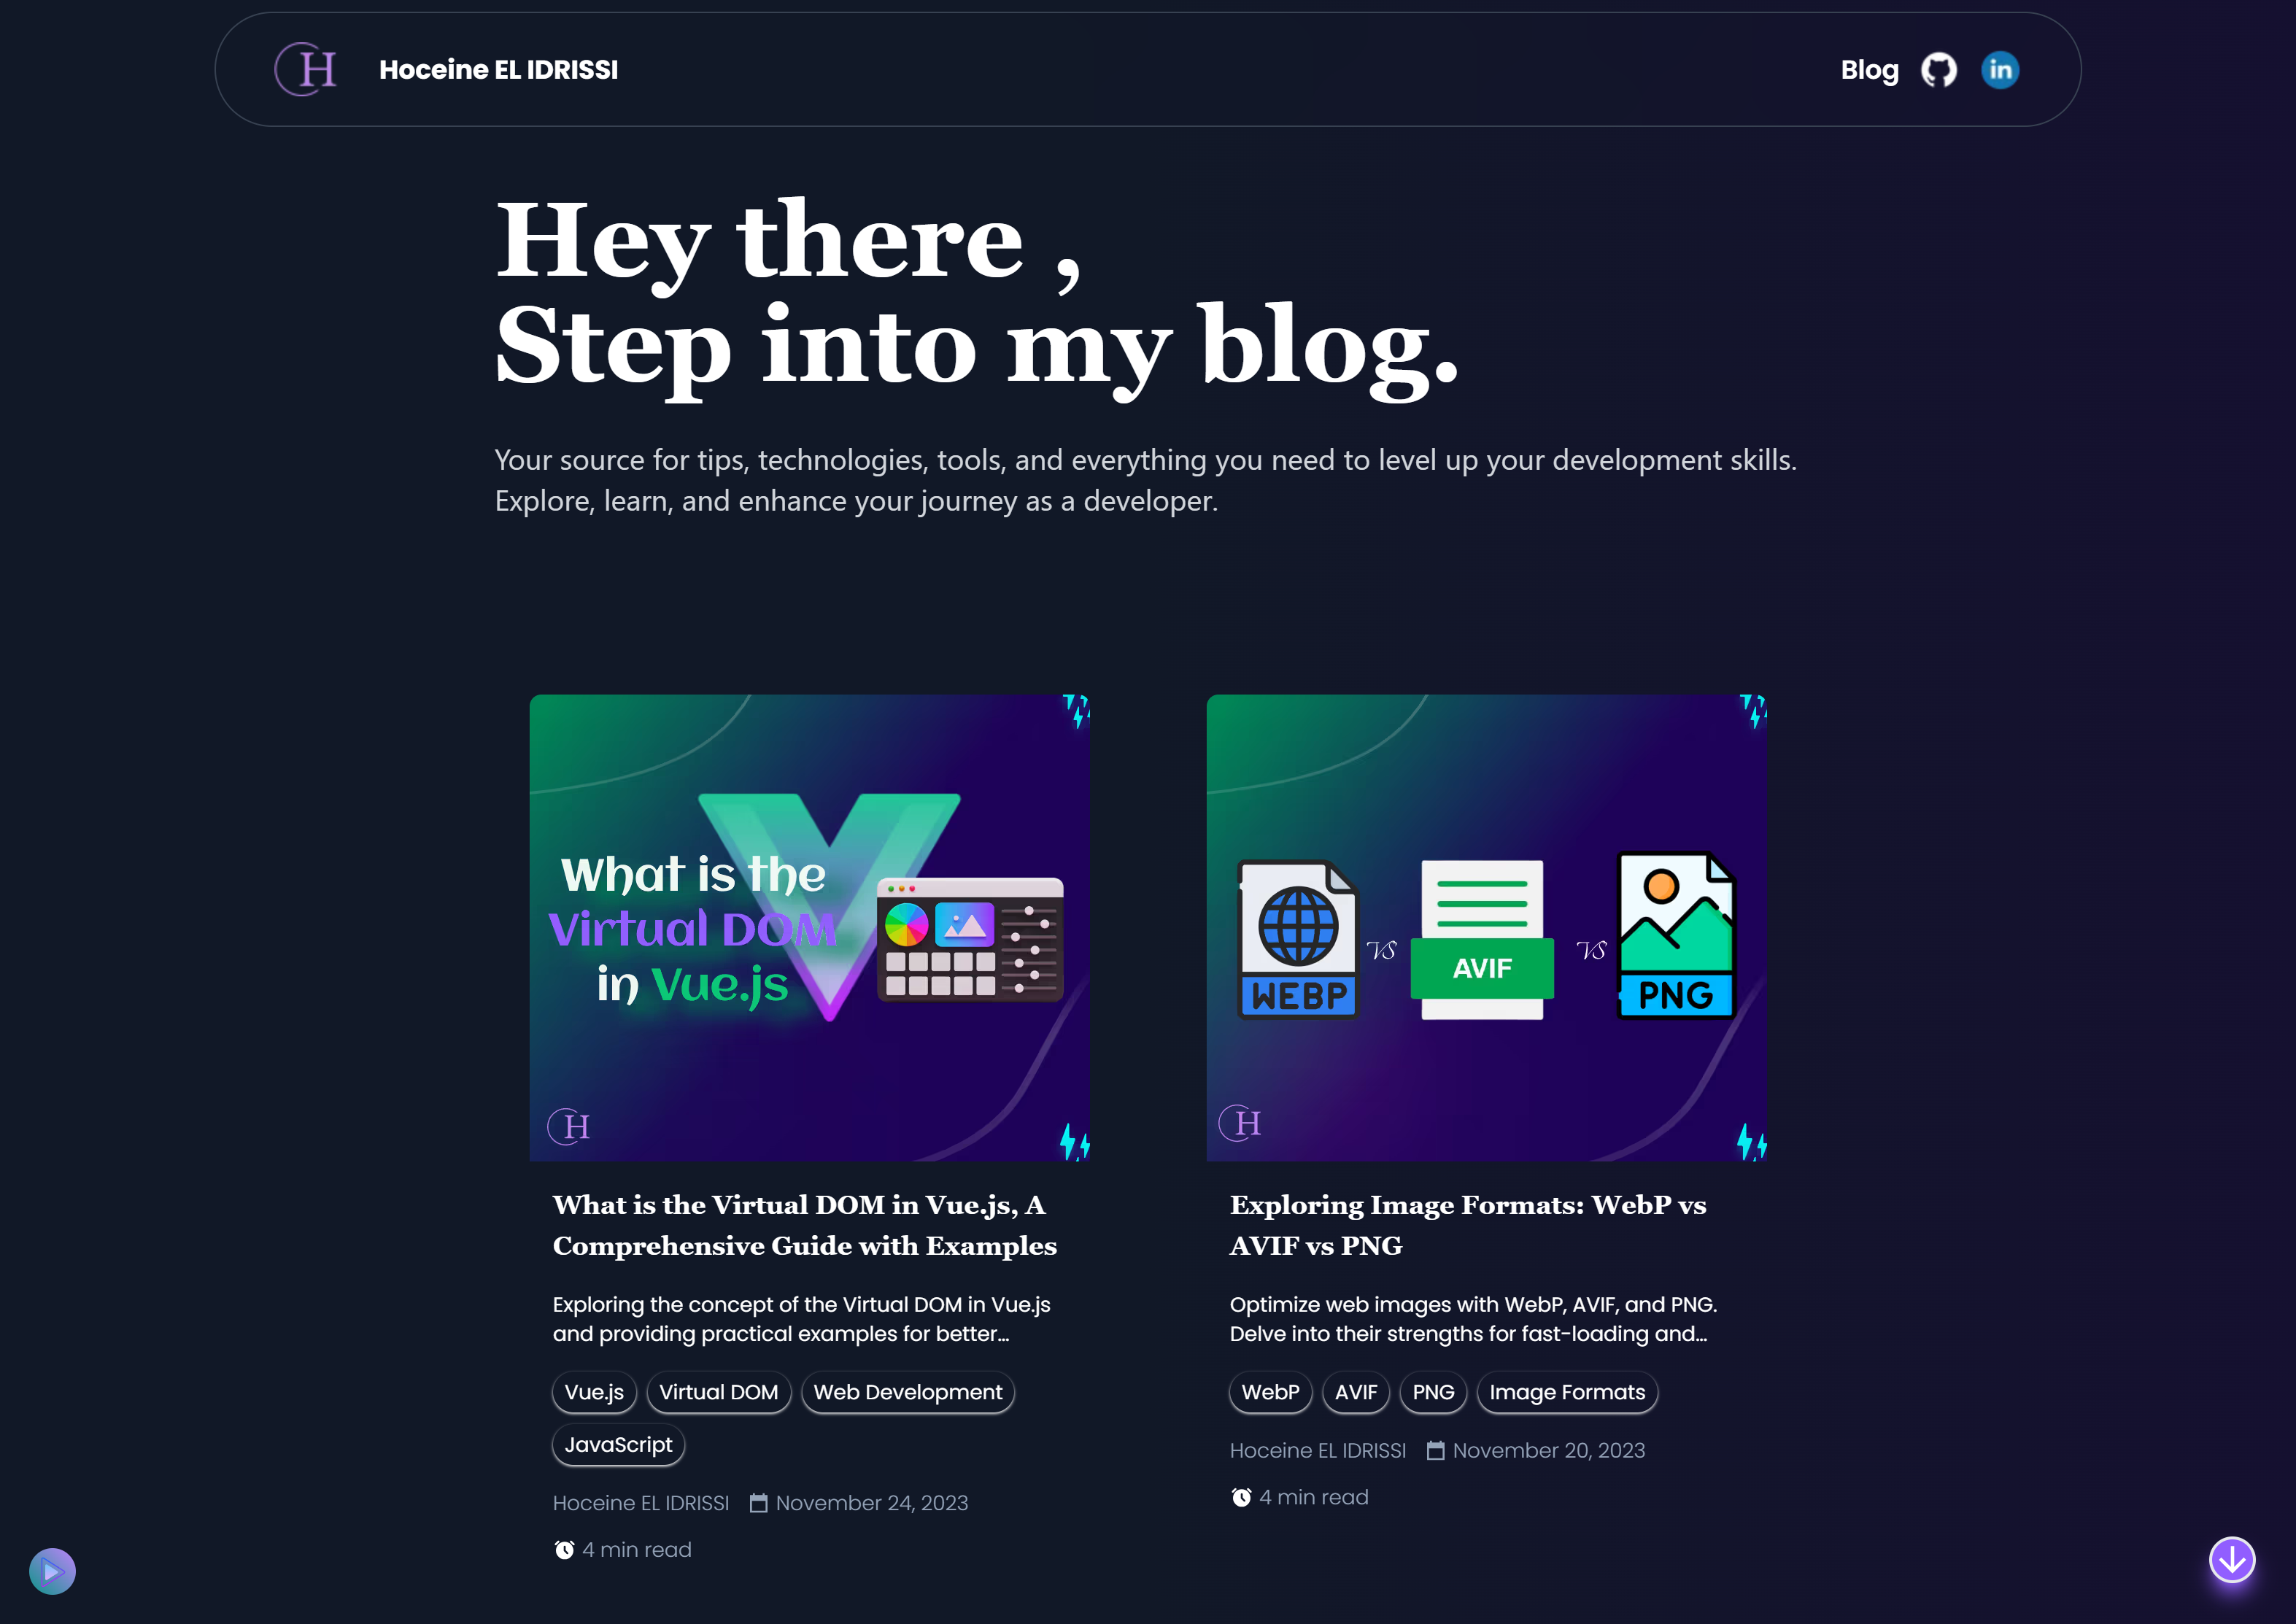 CH
Hoceine EL IDRISSI
Blog
in
Hey there ,
Step into my blog.
Your source for tips, technologies, tools, and everything you need to level up your development skills.
Explore, learn, and enhance your journey as a developer.
What is the
Virtual DOM
in Vue.js
CH
What is the Virtual DOM in Vue.js, A
Comprehensive Guide with Examples
Exploring the concept of the Virtual DOM in Vue.js
and providing practical examples for better...
Vue.js
Virtual DOM
Web Development
JavaScript
Hoceine EL IDRISSI
November 24, 2023
4 min read
WEBP
VS
AVIF
VS
PNG
CH
Exploring Image Formats: WebP vs
AVIF vs PNG
Optimize web images with WebP, AVIF, and PNG.
Delve into their strengths for fast-loading and...
WebP
AVIF
PNG
Image Formats
Hoceine EL IDRISSI
November 20, 2023
4 min read